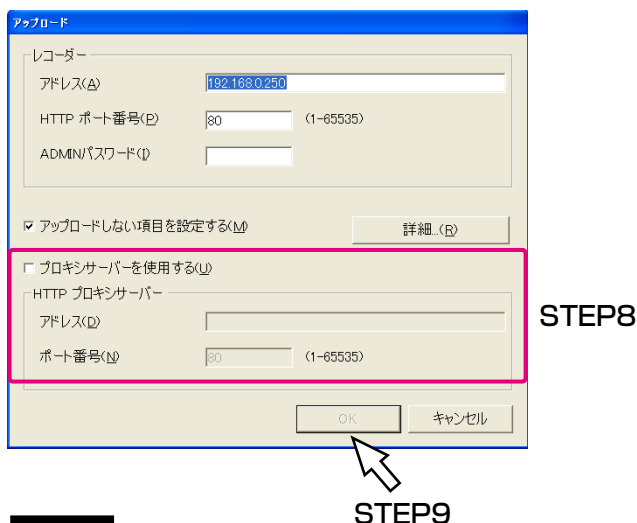 アップロード
レコーダー
アドレス(A) 192.168.0.250
HTTP ポート番号(P) 80 (1-65535)
ADMINパスワード(I)
アップロードしない項目を設定する(M) 詳細...(R)
プロキシサーバーを使用する(U)
HTTP プロキシサーバー
アドレス(D)
ポート番号(N) 80 (1-65535)
STEP8
OK キャンセル
STEP9